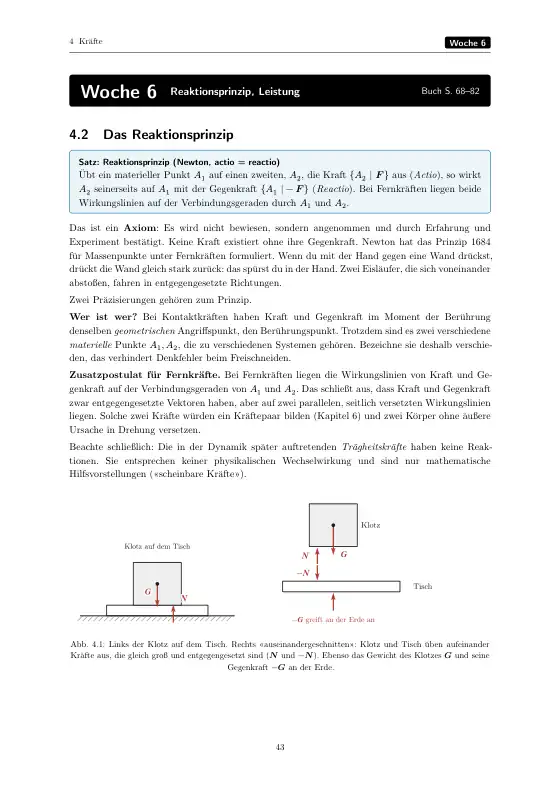 4 Kräfte
Woche 6
Woche 6 Reaktionsprinzip, Leistung Buch S. 68–82
4.2 Das Reaktionsprinzip
Satz: Reaktionsprinzip (Newton, actio = reactio)
Übt ein materieller Punkt A₁ auf einen zweiten, A₂, die Kraft {A₂ | F} aus (Actio), so wirkt
A₂ seinerseits auf A₁ mit der Gegenkraft {A₁ | −F} (Reactio). Bei Fernkräften liegen beide
Wirkungslinien auf der Verbindungsgeraden durch A₁ und A₂.
Das ist ein Axiom: Es wird nicht bewiesen, sondern angenommen und durch Erfahrung und
Experiment bestätigt. Keine Kraft existiert ohne ihre Gegenkraft. Newton hat das Prinzip 1684
für Massenpunkte unter Fernkräften formuliert. Wenn du mit der Hand gegen eine Wand drückst,
drückt die Wand gleich stark zurück: das spürst du in der Hand. Zwei Eisläufer, die sich voneinander
abstoßen, fahren in entgegengesetzte Richtungen.
Zwei Präzisierungen gehören zum Prinzip.
Wer ist wer? Bei Kontaktkräften haben Kraft und Gegenkraft im Moment der Berührung
denselben geometrischen Angriffspunkt, den Berührungspunkt. Trotzdem sind es zwei verschiedene
materielle Punkte A₁, A₂, die zu verschiedenen Systemen gehören. Bezeichne sie deshalb verschie-
den, das verhindert Denkfehler beim Freischneiden.
Zusatzpostulat für Fernkräfte. Bei Fernkräften liegen die Wirkungslinien von Kraft und Ge-
genkraft auf der Verbindungsgeraden von A₁ und A₂. Das schließt aus, dass Kraft und Gegenkraft
zwar entgegengesetzte Vektoren haben, aber auf zwei parallelen, seitlich versetzten Wirkungslinien
liegen. Solche zwei Kräfte würden ein Kräftepaar bilden (Kapitel 6) und zwei Körper ohne äußere
Ursache in Drehung versetzen.
Beachte schließlich: Die in der Dynamik später auftretenden Trägheitskräfte haben keine Reak-
tionen. Sie entsprechen keiner physikalischen Wechselwirkung und sind nur mathematische
Hilfsvorstellungen («scheinbare Kräfte»).
Klotz auf dem Tisch
G
N
Klotz
N
G
−N
Tisch
−G greift an der Erde an
Abb. 4.1: Links der Klotz auf dem Tisch. Rechts «auseinandergeschnitten»: Klotz und Tisch üben aufeinander
Kräfte aus, die gleich groß und entgegengesetzt sind (N und −N). Ebenso das Gewicht des Klotzes G und seine
Gegenkraft −G an der Erde.
43